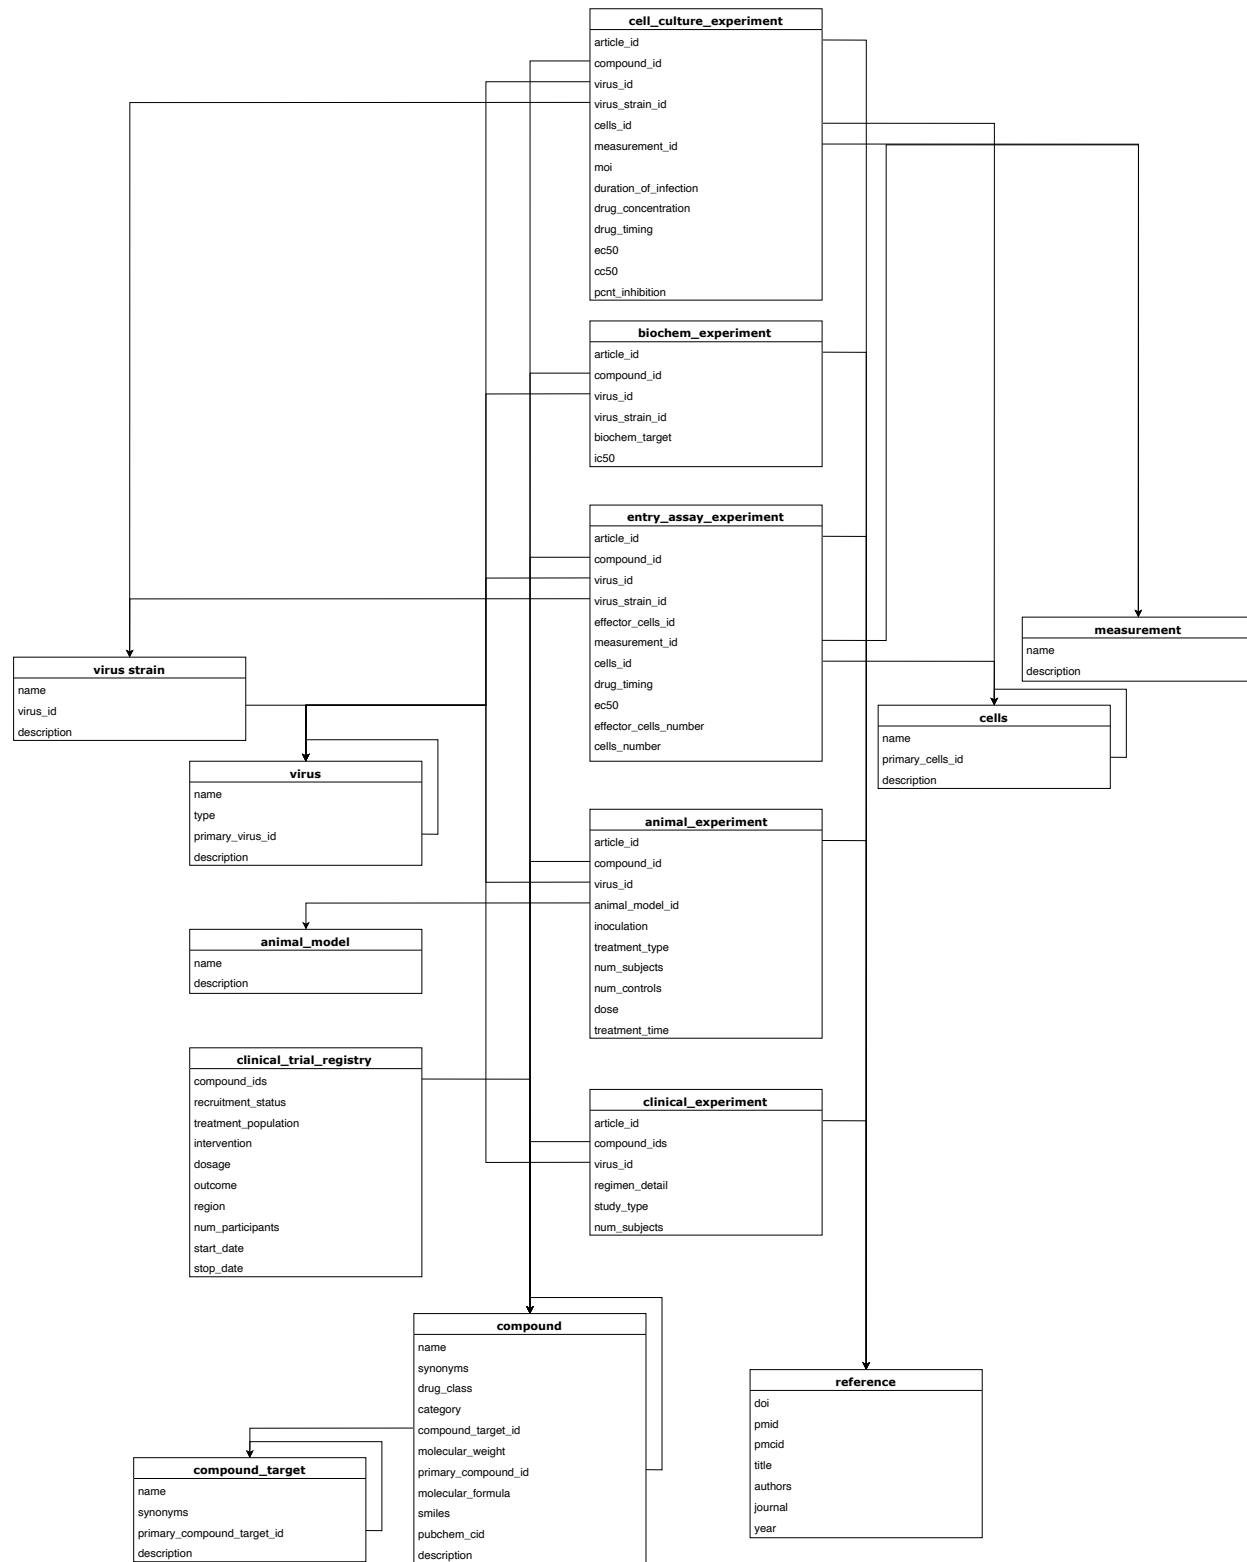 cell_culture_experiment
article_id
compound_id
virus_id
virus_strain_id
cells_id
measurement_id
moi
duration_of_infection
drug_concentration
drug_timing
ec50
cc50
pcnt_inhibition
biochem_experiment
article_id
compound_id
virus_id
virus_strain_id
biochem_target
ic50
entry_assay_experiment
article_id
compound_id
virus_id
virus_strain_id
effector_cells_id
measurement_id
cells_id
drug_timing
ec50
effector_cells_number
cells_number
measurement
name
description
virus strain
name
virus_id
description
cells
name
primary_cells_id
description
virus
name
type
primary_virus_id
description
animal_experiment
article_id
compound_id
virus_id
animal_model_id
inoculation
treatment_type
num_subjects
num_controls
dose
treatment_time
animal_model
name
description
clinical_trial_registry
compound_ids
recruitment_status
treatment_population
intervention
dosage
outcome
region
num_participants
start_date
stop_date
clinical_experiment
article_id
compound_ids
virus_id
regimen_detail
study_type
num_subjects
compound
name
synonyms
drug_class
category
compound_target_id
molecular_weight
primary_compound_id
molecular_formula
smiles
pubchem_cid
description
reference
doi
pmid
pmcid
title
authors
journal
year
compound_target
name
synonyms
primary_compound_target_id
description